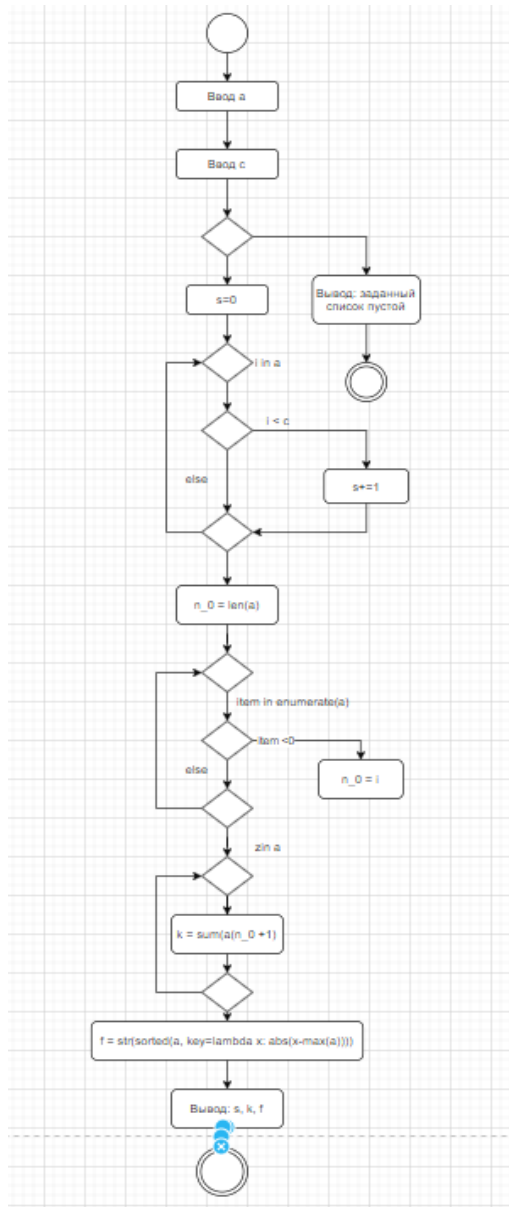 Ввод a
Ввод c
s=0
Вывод: заданный
список пустой
i in a
i < c
else
s+=1
n_0 = len(a)
item in enumerate(a)
item <0
else
n_0 = i
zin a
k = sum(a(n_0 +1)
f = str(sorted(a, key=lambda x: abs(x-max(a))))
Вывод: s, k, f